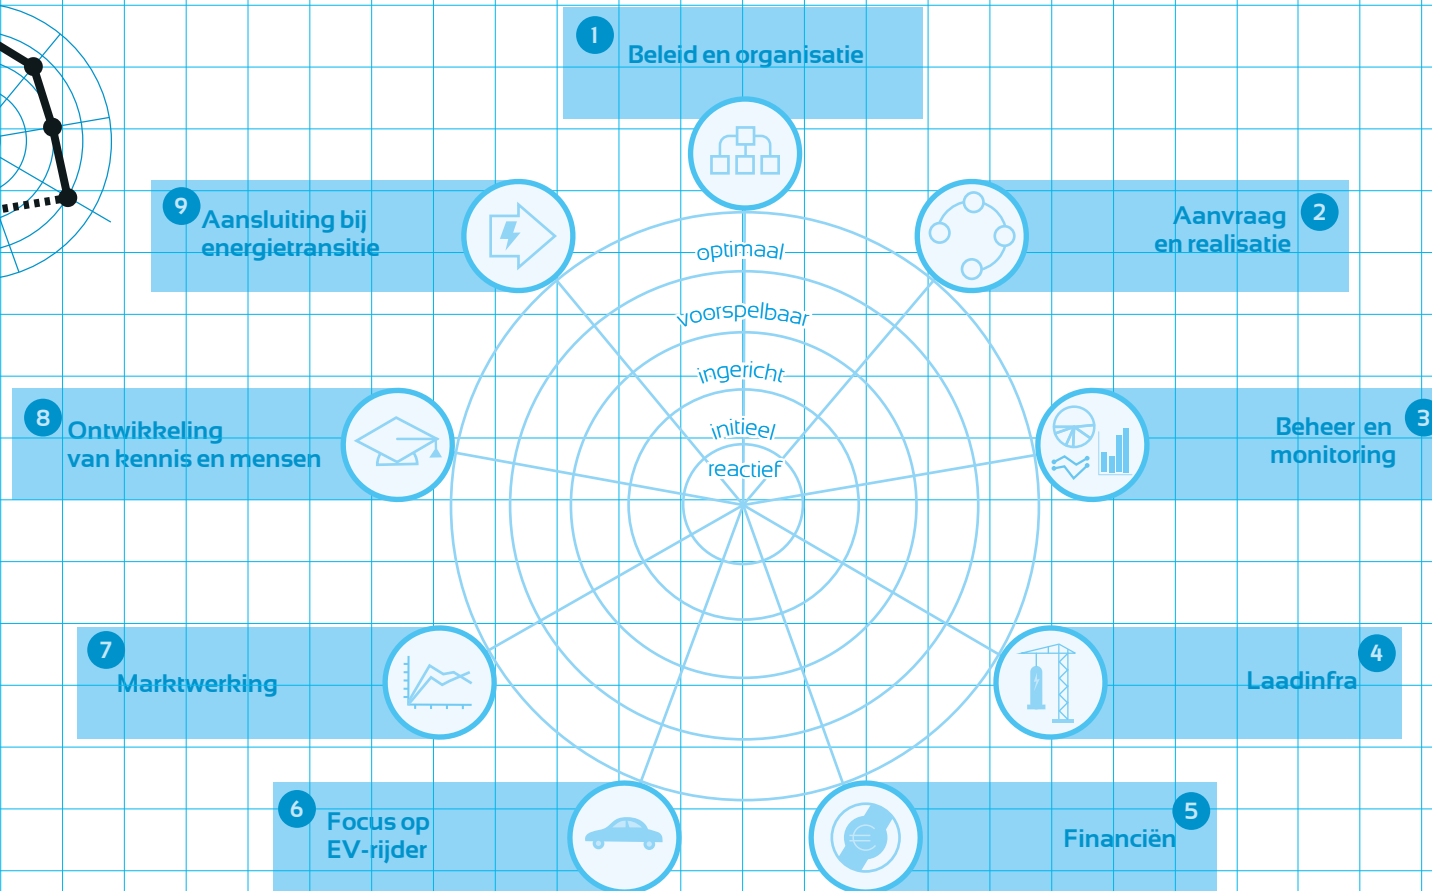 1
Beleid en organisatie
2
Aanvraag
en realisatie
3
Beheer en
monitoring
4
Laadinfra
5
Financiën
6
Focus op
EV-rijder
7
Marktwerking
8
Ontwikkeling
van kennis en mensen
9
Aansluiting bij
energietransitie
optimaal
voorspelbaar
ingericht
initieel
reactief